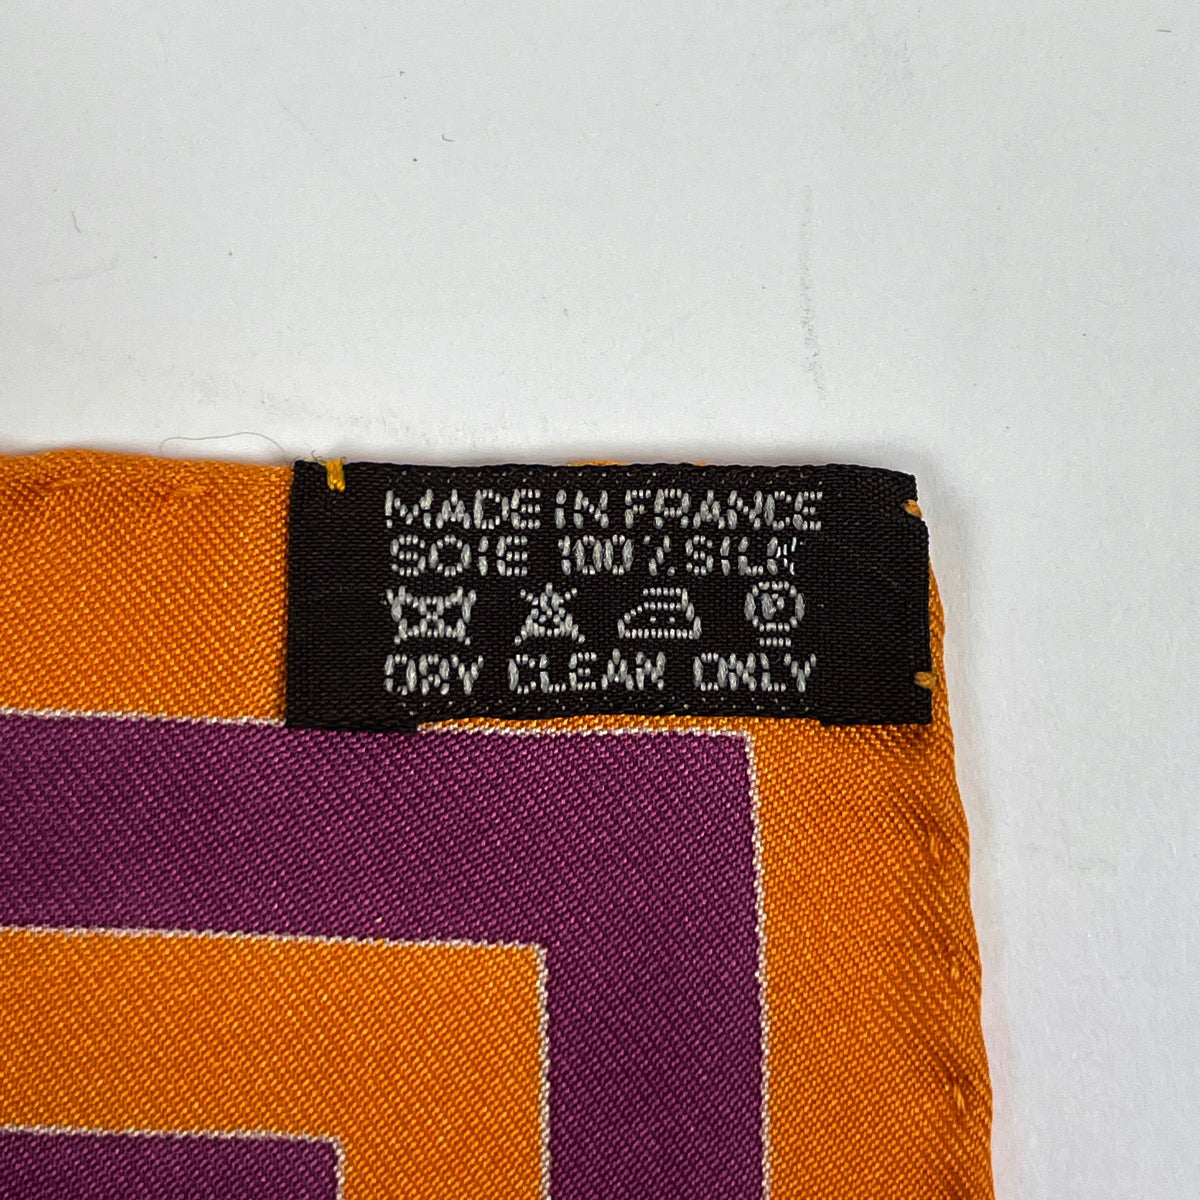 MADE IN FRANCE
SOIE 100% SILK
P
DRY CLEAN ONLY